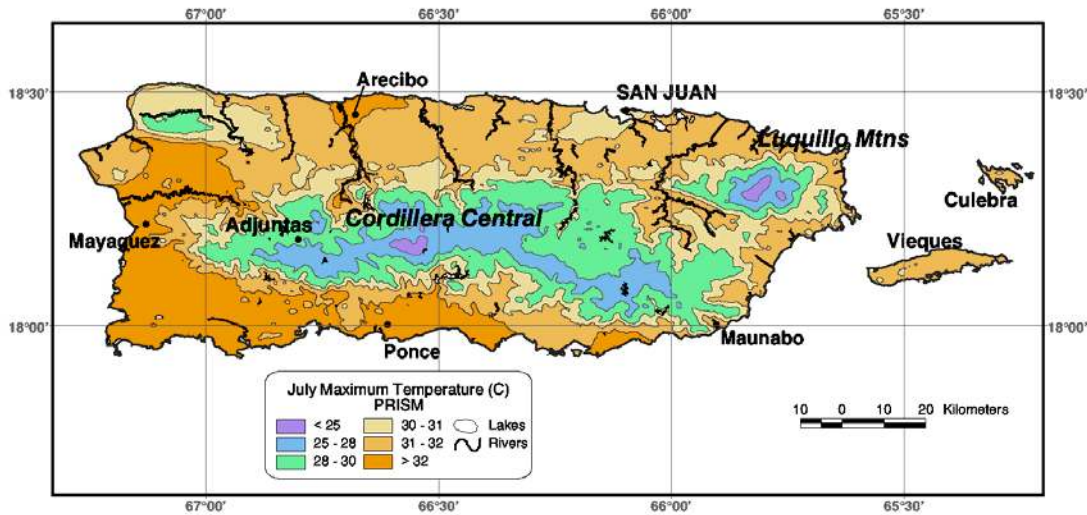 67°00′ 66°30′ 66°00′ 65°30′
18°30′ 18°30′
Arecibo
SAN JUAN
Luquillo Mtns
Culebra
Adjuntas
Cordillera Central
Mayaquez
Vieques
18°00′ 18°00′
Ponce
Maunabo
July Maximum Temperature (C)
PRISM
< 25 30 - 31 Lakes
25 - 28 31 - 32 Rivers
28 - 30 > 32
10 0 10 20 Kilometers
67°00′ 66°30′ 66°00′ 65°30′